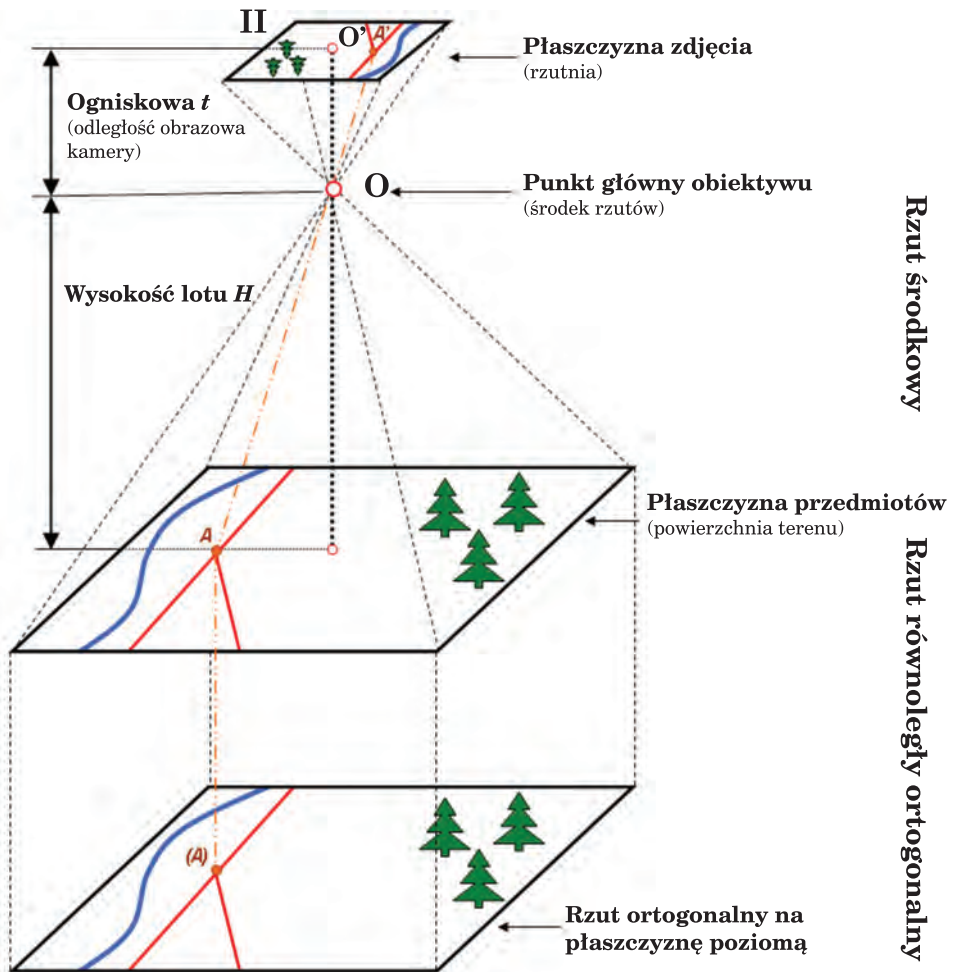 II
O’
A’
Płaszczyzna zdjęcia
(rzutnia)
Ogniskowa t
(odległość obrazowa
kamery)
O
Punkt główny obiektywu
(środek rzutów)
Rzut środkowy
Wysokość lotu H
A
Płaszczyzna przedmiotów
(powierzchnia terenu)
Rzut równoległy ortogonalny
(A)
Rzut ortogonalny na
płaszczyznę poziomą